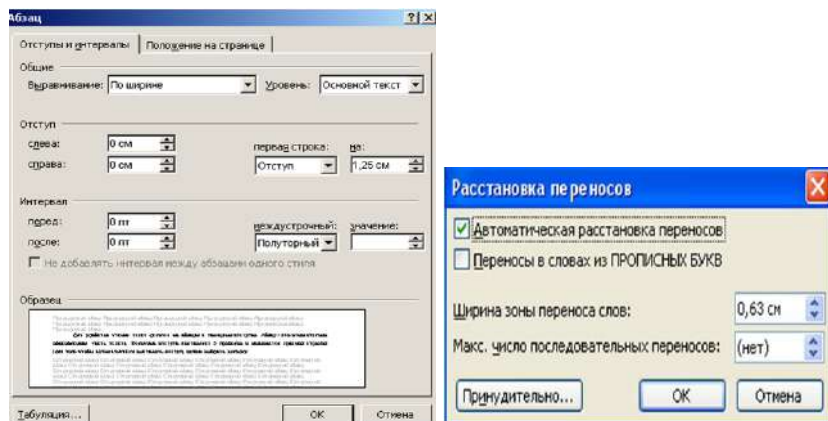 Абзац
Отступы и интервалы Положение на странице
Общие
Выравнивание: По ширине Уровень: Основной текст
Отступ
слева: 0 см первая строка: на:
справа: 0 см Отступ 1,25 см
Интервал
перед: 0 пт междустрочный: значение:
после: 0 пт Полуторный
Не добавлять интервал между абзацами одного стиля
Образец
Табуляция... ОК Отмена
Расстановка переносов
Автоматическая расстановка переносов
Переносы в словах из ПРОПИСНЫХ БУКВ
Ширина зоны переноса слов: 0,63 см
Макс. число последовательных переносов: (нет)
Принудительно... ОК Отмена